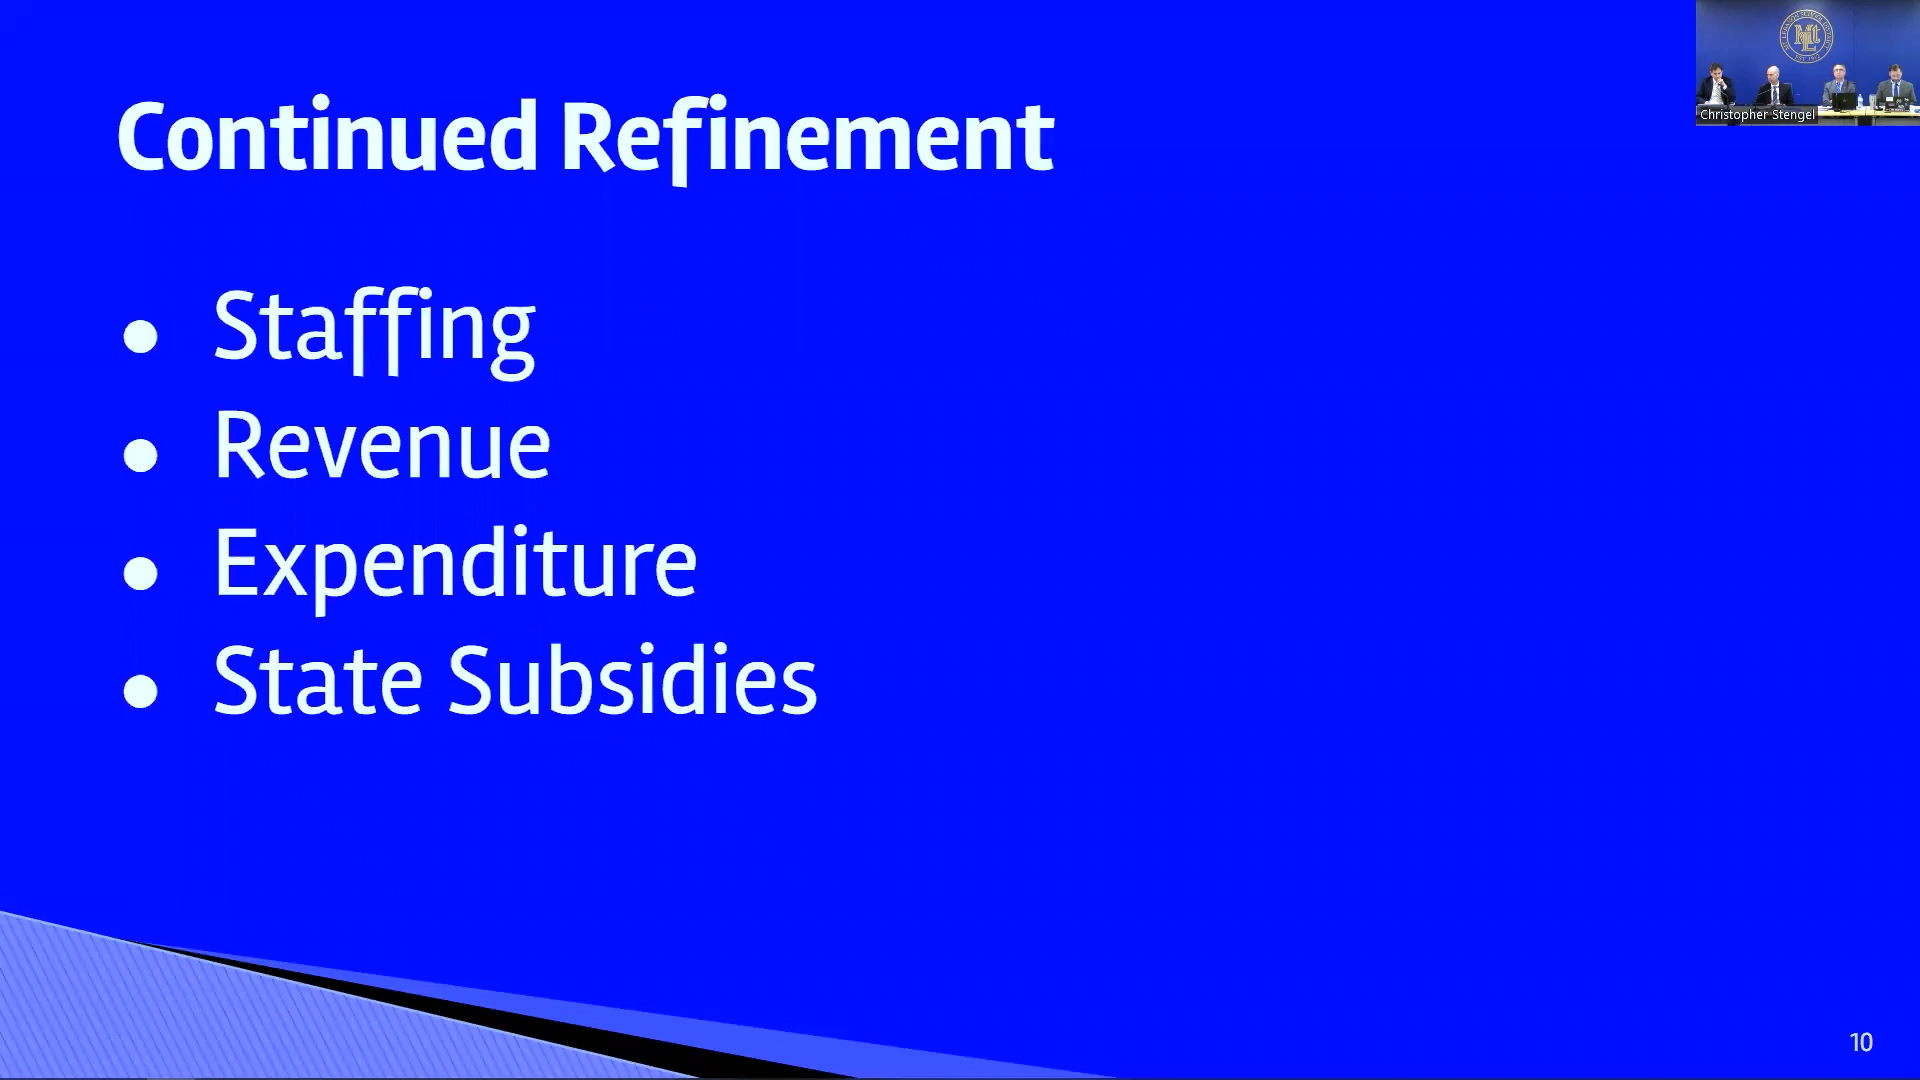 Continued Refinement
Christopher Stengel
● Staffing
● Revenue
● Expenditure
● State Subsidies
10